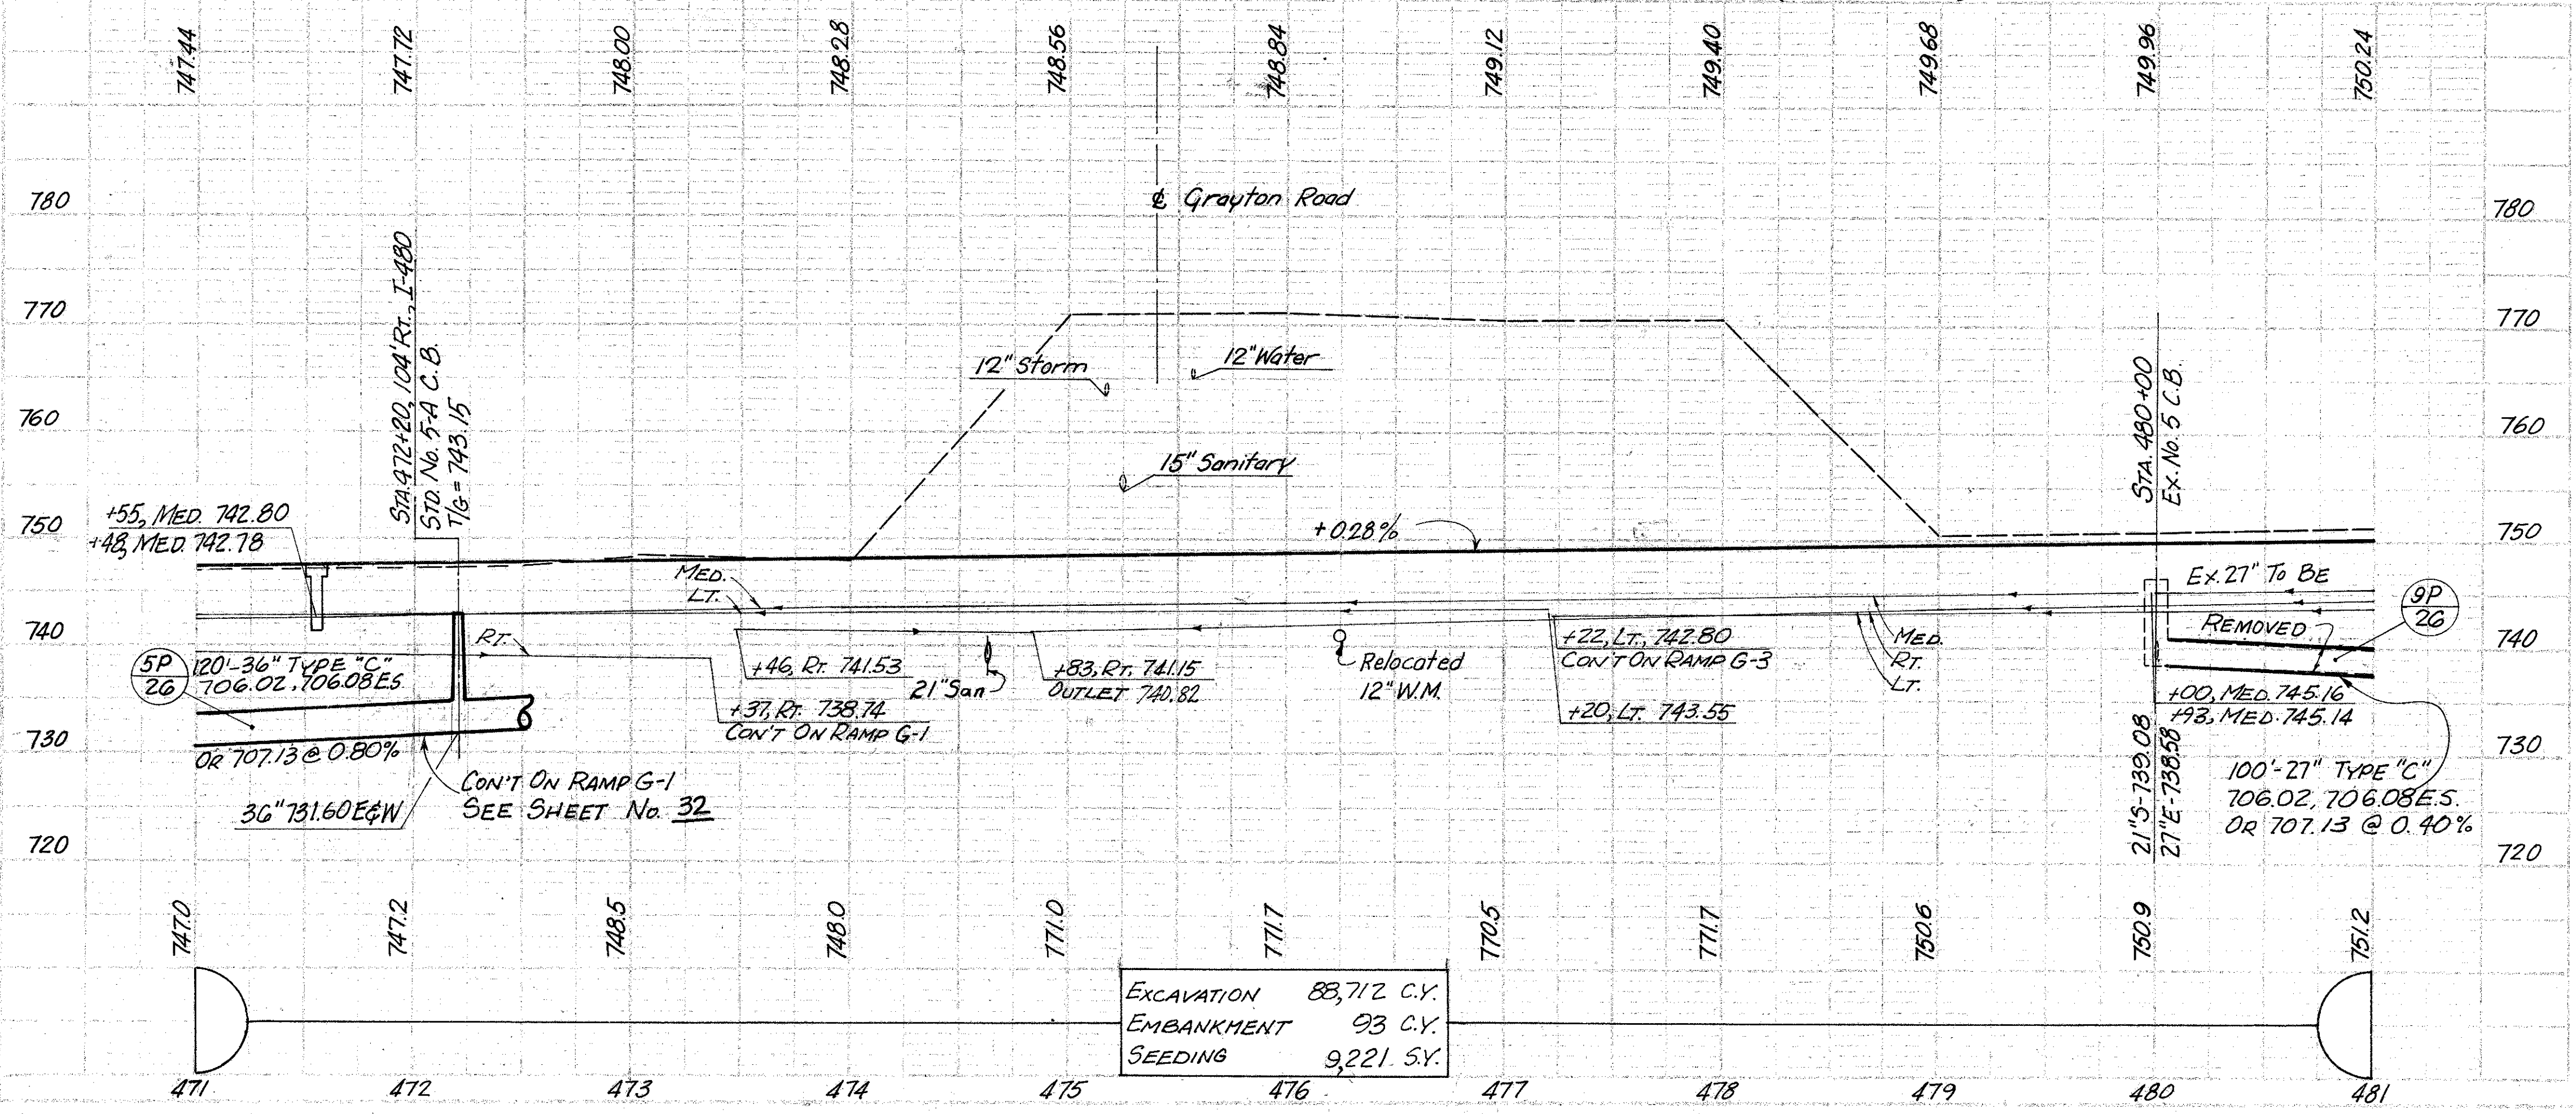 747.44
747.72
748.00
748.28
748.56
748.84
749.12
749.40
749.68
749.96
750.24
780
℄ Grayton Road
780
770
770
12" Storm
12" Water
760
760
15" Sanitary
STA. 472+20, 104' RT., I-480
STD. No. 5-A C.B.
T/G = 743.15
STA. 480+00
EX. No. 5 C.B.
750
+55, MED. 742.80
+48, MED. 742.78
+0.28%
750
MED.
LT.
EX. 27" TO BE
REMOVED
9P
26
740
RT.
740
5P
26
120'-36" TYPE "C"
706.02, 706.08 E.S.
OR 707.13 @ 0.80%
+46, RT. 741.53
21" San
+83, RT. 741.15
OUTLET 740.82
Relocated
12" W.M.
+22, LT., 742.80
CON'T ON RAMP G-3
+20, LT. 743.55
MED.
RT.
LT.
+37, RT. 738.74
CON'T ON RAMP G-1
+00, MED. 745.16
+93, MED. 745.14
730
730
36" 731.60 E&W
CON'T ON RAMP G-1
SEE SHEET No. 32
21" S-739.08
27" E-738.58
100'-27" TYPE "C"
706.02, 706.08 E.S.
OR 707.13 @ 0.40%
720
720
747.0
747.2
748.5
748.0
771.0
771.7
770.5
771.7
750.6
750.9
751.2
EXCAVATION 88,712 C.Y.
EMBANKMENT 93 C.Y.
SEEDING 9,221 S.Y.
471
472
473
474
475
476
477
478
479
480
481